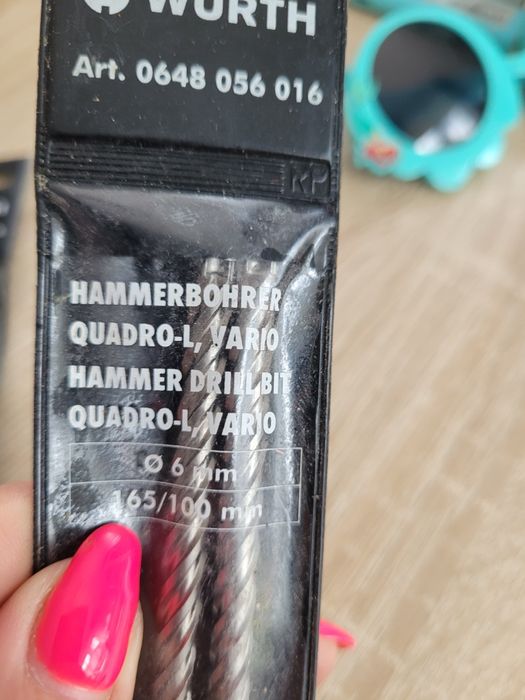 WÜRTH
Art. 0648 056 016
RP
HAMMERBOHRER
QUADRO-L, VARIO
HAMMER DRILL BIT
QUADRO-L, VARIO
Ø 6 mm
165/100 mm